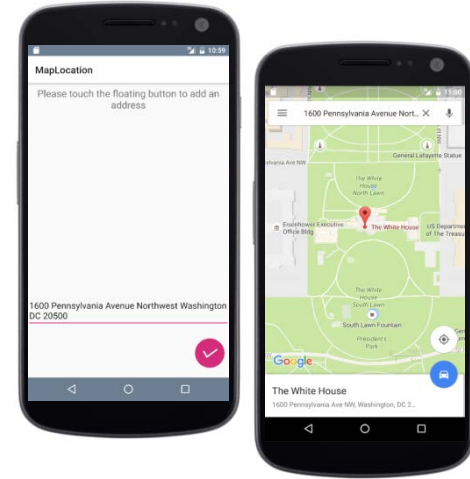 10:59
MapLocation
Please touch the floating button to add an
address
1600 Pennsylvania Avenue Northwest Washington
DC 20500
11:00
1600 Pennsylvania Avenue Nort...
General Lafayette Statue
The White
House
North Lawn
Eisenhower Executive
Office Bldg
The White House
The White
House
South Lawn
South Lawn Fountain
President's
Park
Google
The White House
1600 Pennsylvania Ave NW, Washington, DC 2...